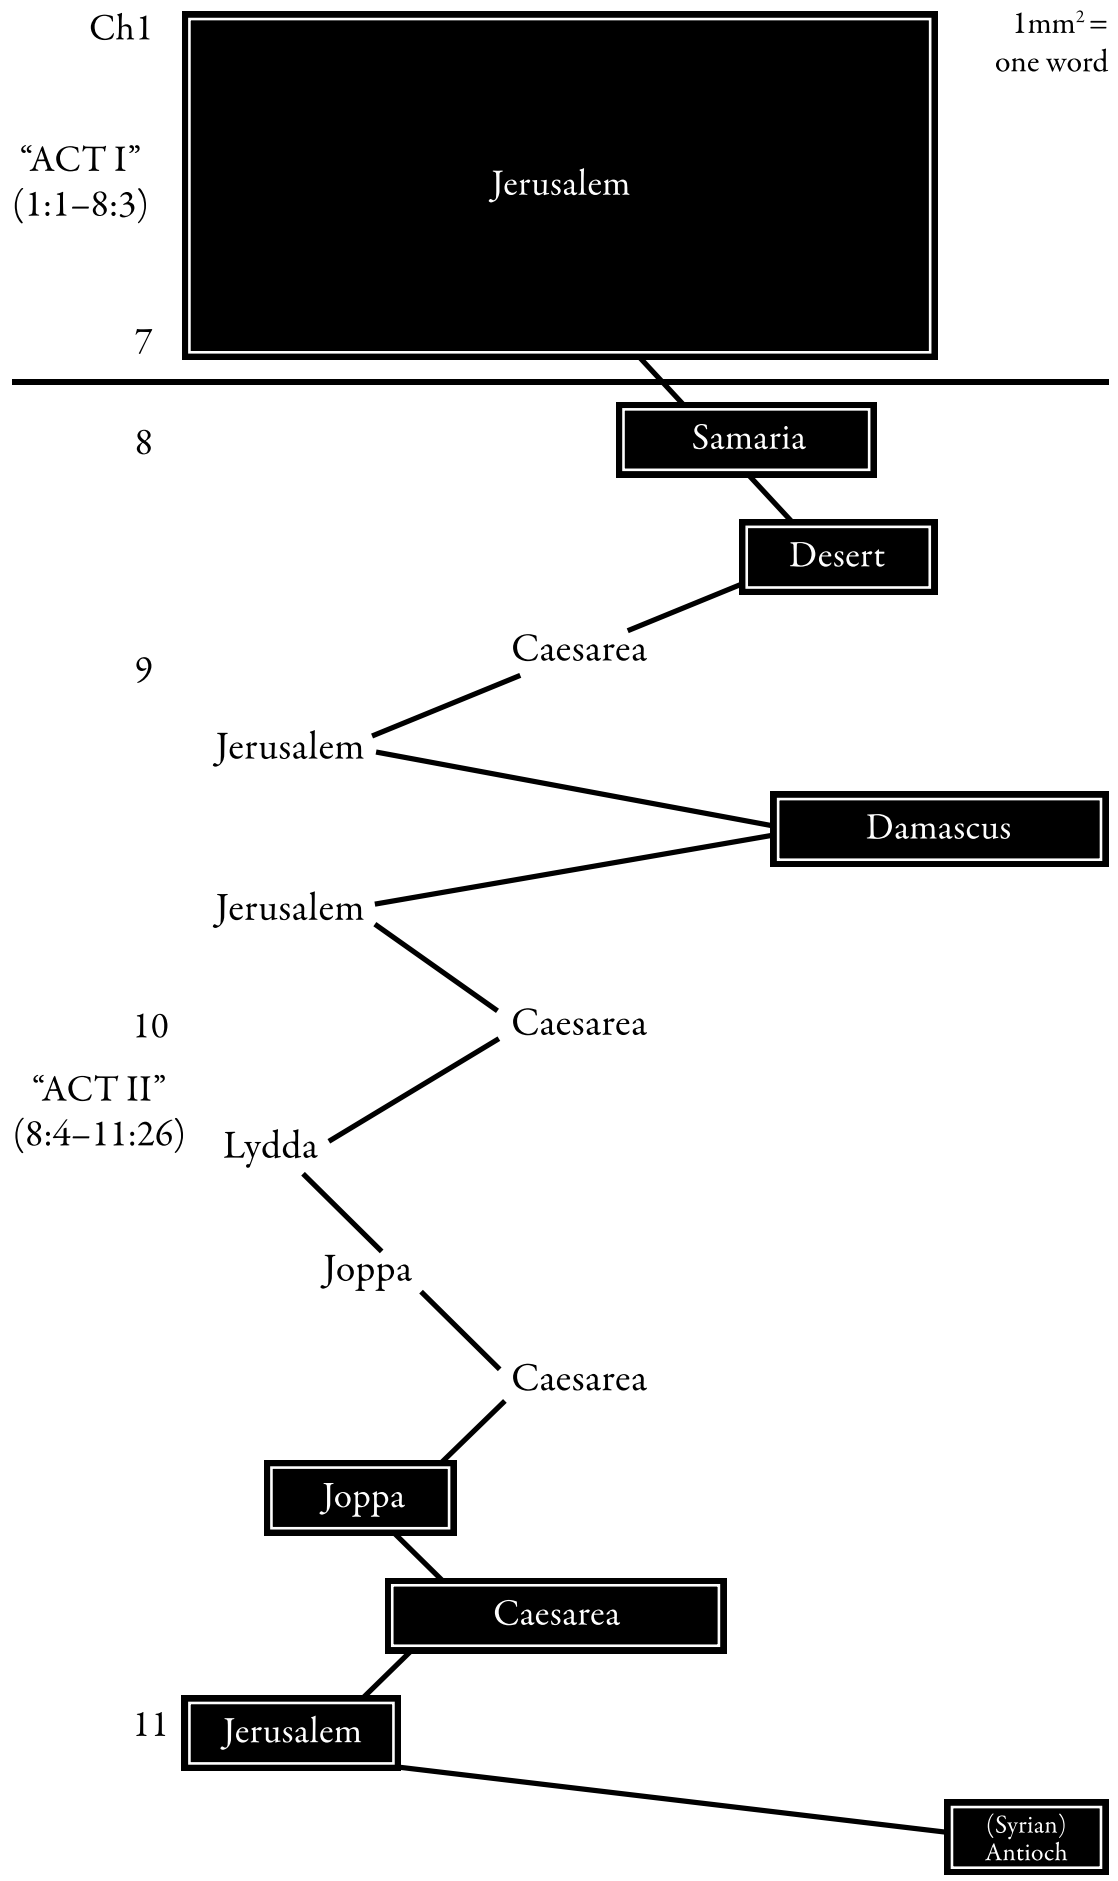 Ch1
1mm² =
one word
“ACT I”
(1:1–8:3)
Jerusalem
7
8
Samaria
Desert
Caesarea
9
Jerusalem
Damascus
Jerusalem
10
Caesarea
“ACT II”
(8:4–11:26)
Lydda
Joppa
Caesarea
Joppa
Caesarea
11
Jerusalem
(Syrian)
Antioch